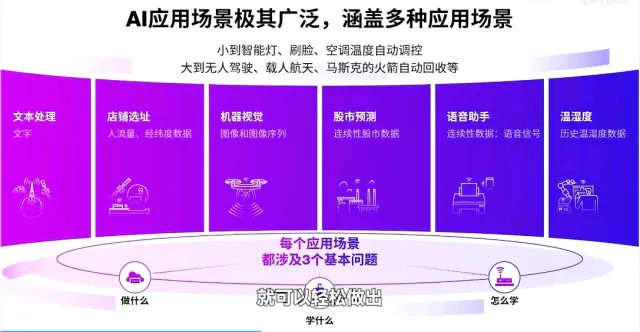 AI应用场景极其广泛，涵盖多种应用场景
小到智能灯、刷脸、空调温度自动调控
大到无人驾驶、载人航天、马斯克的火箭自动回收等
文本处理
文字
店铺选址
人流量、经纬度数据
机器视觉
图像和图像序列
股市预测
连续性股市数据
语音助手
连续性数据：语音信号
温湿度
历史温湿度数据
每个应用场景
都涉及3个基本问题
做什么
就可以轻松做出
学什么
怎么学